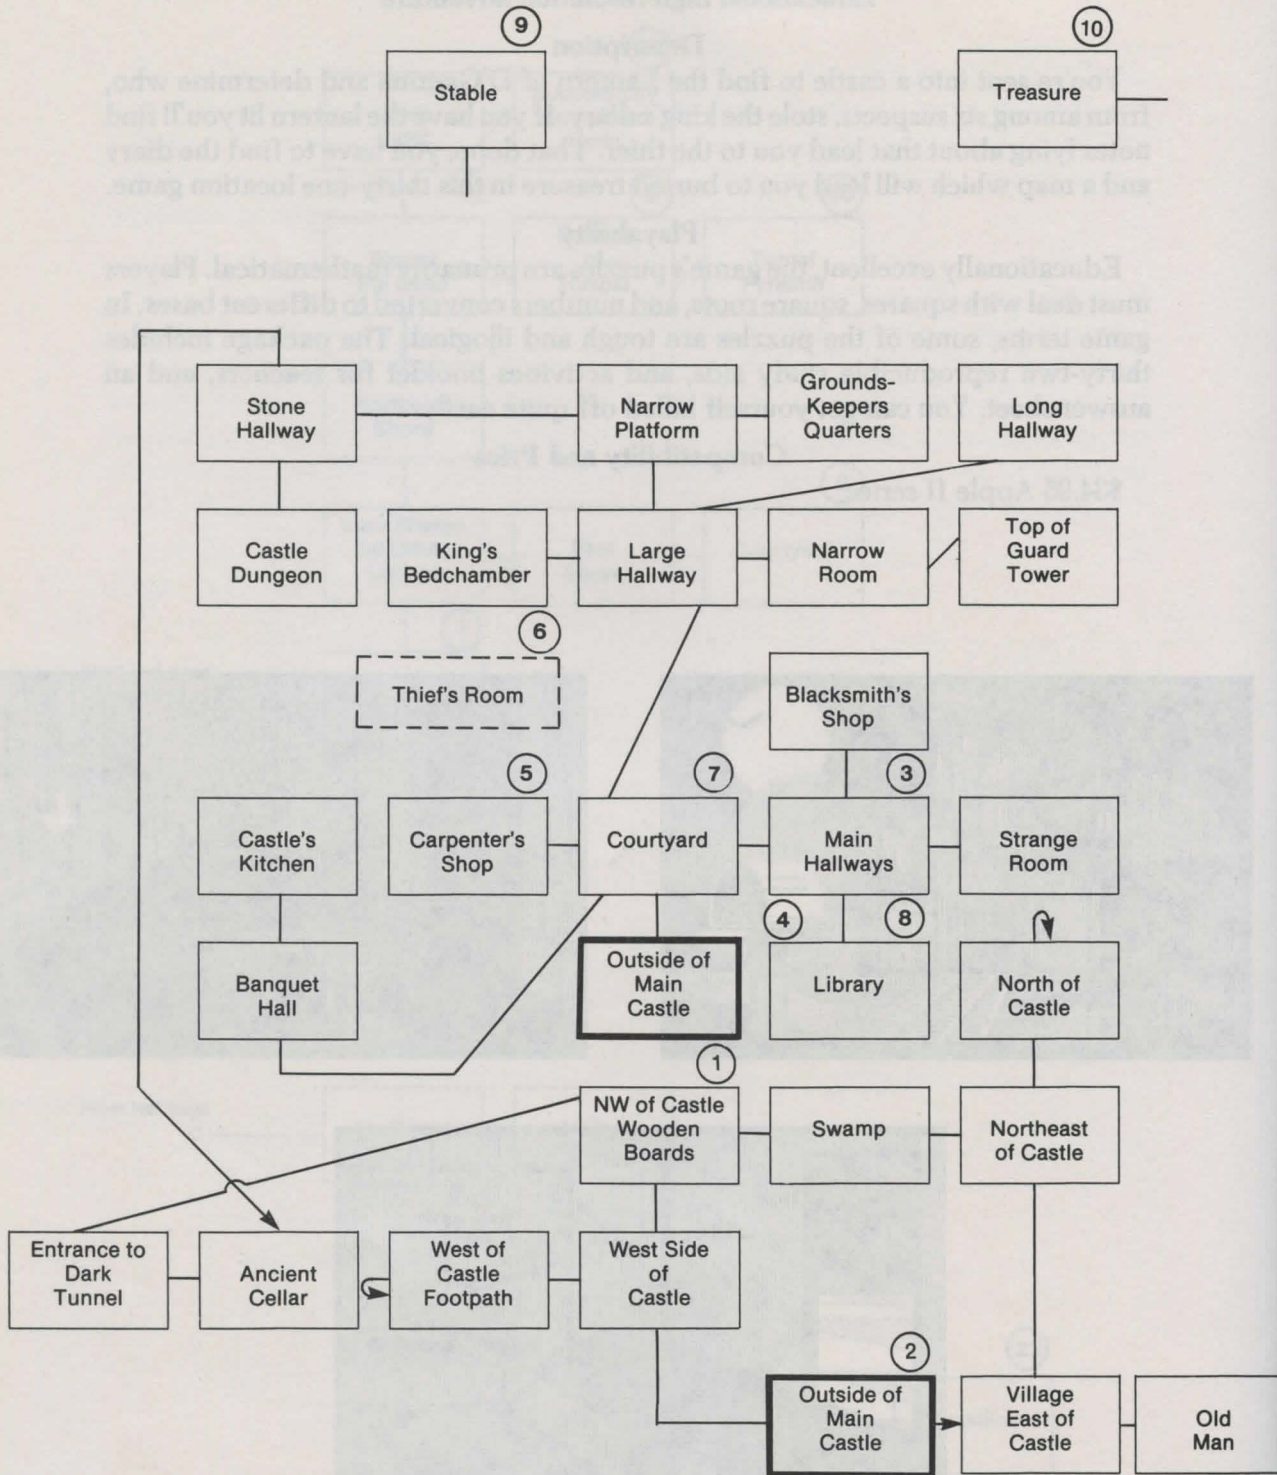 9
Stable
10
Treasure
Stone
Hallway
Narrow
Platform
Grounds-
Keepers
Quarters
Long
Hallway
Castle
Dungeon
King's
Bedchamber
Large
Hallway
Narrow
Room
Top of
Guard
Tower
6
Thief's Room
Blacksmith's
Shop
5
7
3
Castle's
Kitchen
Carpenter's
Shop
Courtyard
Main
Hallways
Strange
Room
4
8
Banquet
Hall
Outside of
Main
Castle
Library
North of
Castle
1
NW of Castle
Wooden
Boards
Swamp
Northeast
of Castle
Entrance to
Dark
Tunnel
Ancient
Cellar
West of
Castle
Footpath
West Side
of
Castle
2
Outside of
Main
Castle
Village
East of
Castle
Old
Man